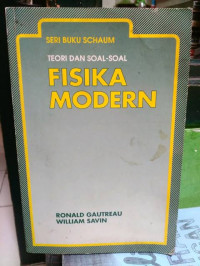 SERI BUKU SCHAUM
TEORI DAN SOAL-SOAL
FISIKA
MODERN
RONALD GAUTREAU
WILLIAM SAVIN